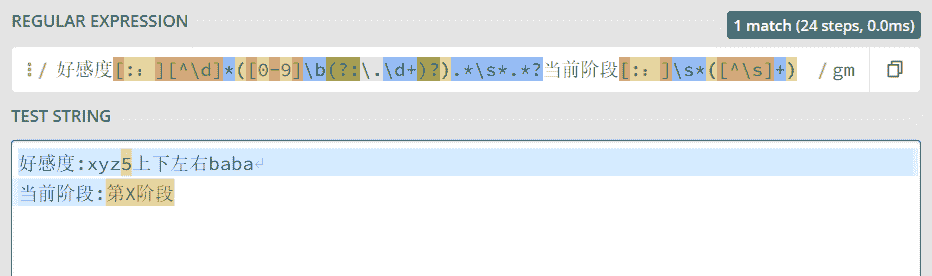 REGULAR EXPRESSION
1 match (24 steps, 0.0ms)
/ 好感度[:：][^\d]*([0-9]\b(?:\.\d+)?).*\s*.*?当前阶段[:：]\s*([^\s]+) / gm
TEST STRING
好感度:xyz5上下左右baba↵
当前阶段:第X阶段